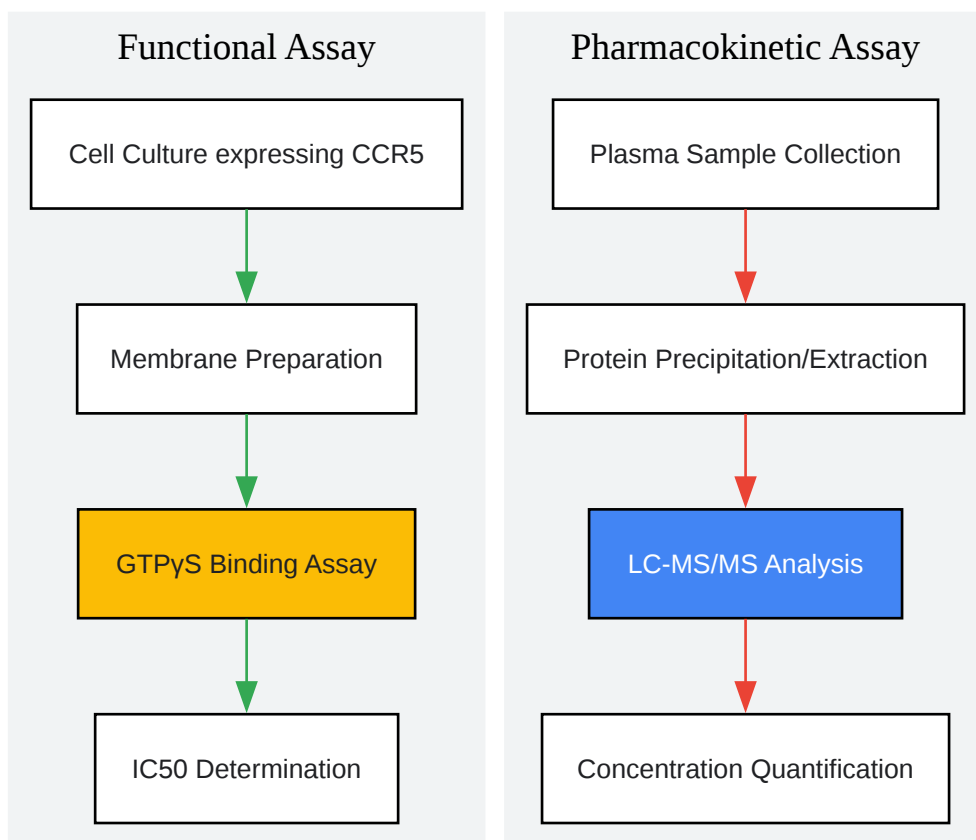 Functional Assay
Cell Culture expressing CCR5
Membrane Preparation
GTPγS Binding Assay
IC50 Determination
Pharmacokinetic Assay
Plasma Sample Collection
Protein Precipitation/Extraction
LC-MS/MS Analysis
Concentration Quantification